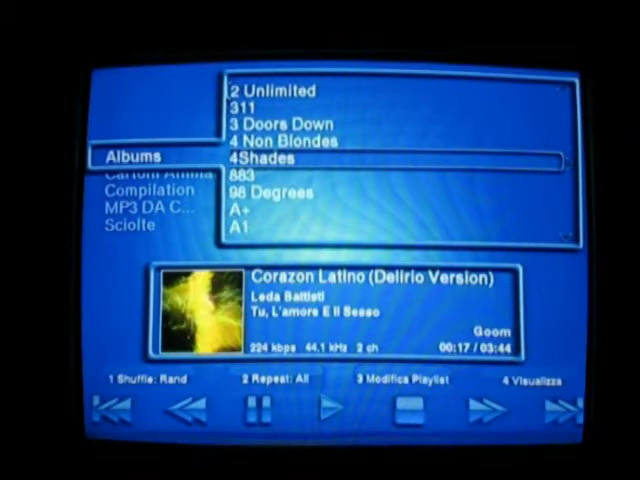 2 Unlimited
311
3 Doors Down
4 Non Blondes
Albums
4Shades
883
Compilation
98 Degrees
MP3 DA C...
A+
Sciolte
A1
Corazon Latino (Delirio Version)
Leda Battisti
Tu, L'amore E Il Sesso
Goom
224 kbps 44.1 kHz 2 ch 00:17 / 03:44
1 Shuffle: Rand 2 Repeat: All 3 Modifica Playlist 4 Visualizza